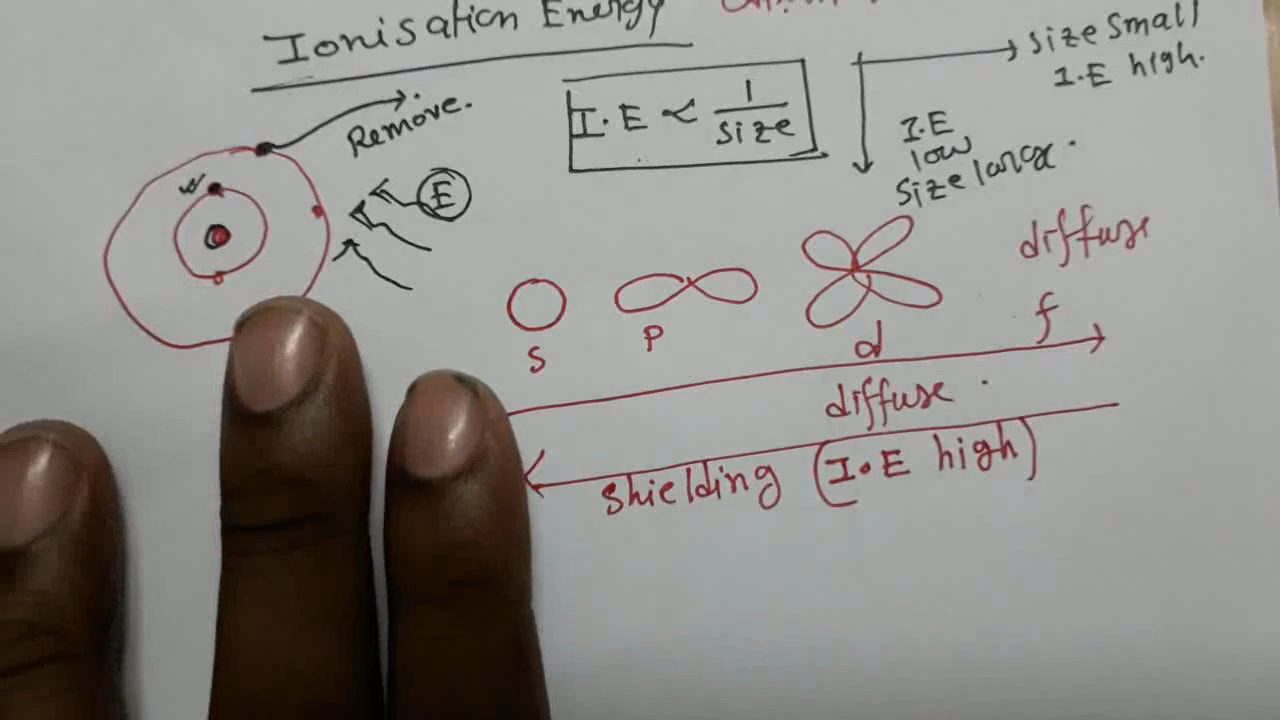 Ionisation Energy
Remove.
E
I.E ∝ 1/size
size small
I.E high.
I.E
low
size large.
diffuse
s
p
d
f
diffuse.
shielding (I.E high)